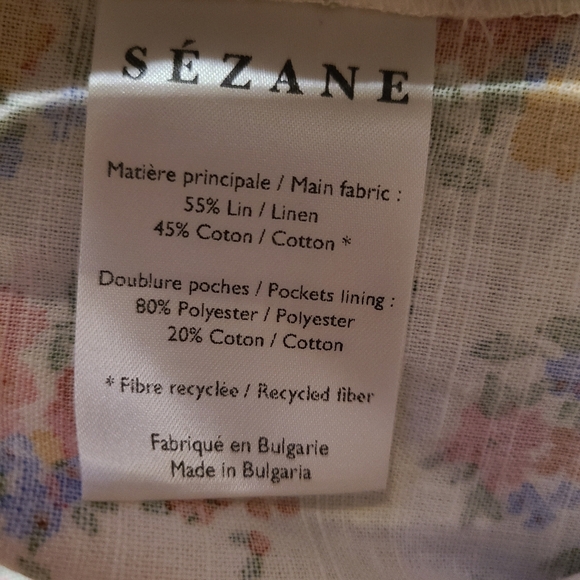 SÉZANE
Matière principale / Main fabric :
55% Lin / Linen
45% Coton / Cotton *
Doublure poches / Pockets lining :
80% Polyester / Polyester
20% Coton / Cotton
* Fibre recyclée / Recycled fiber
Fabriqué en Bulgarie
Made in Bulgaria